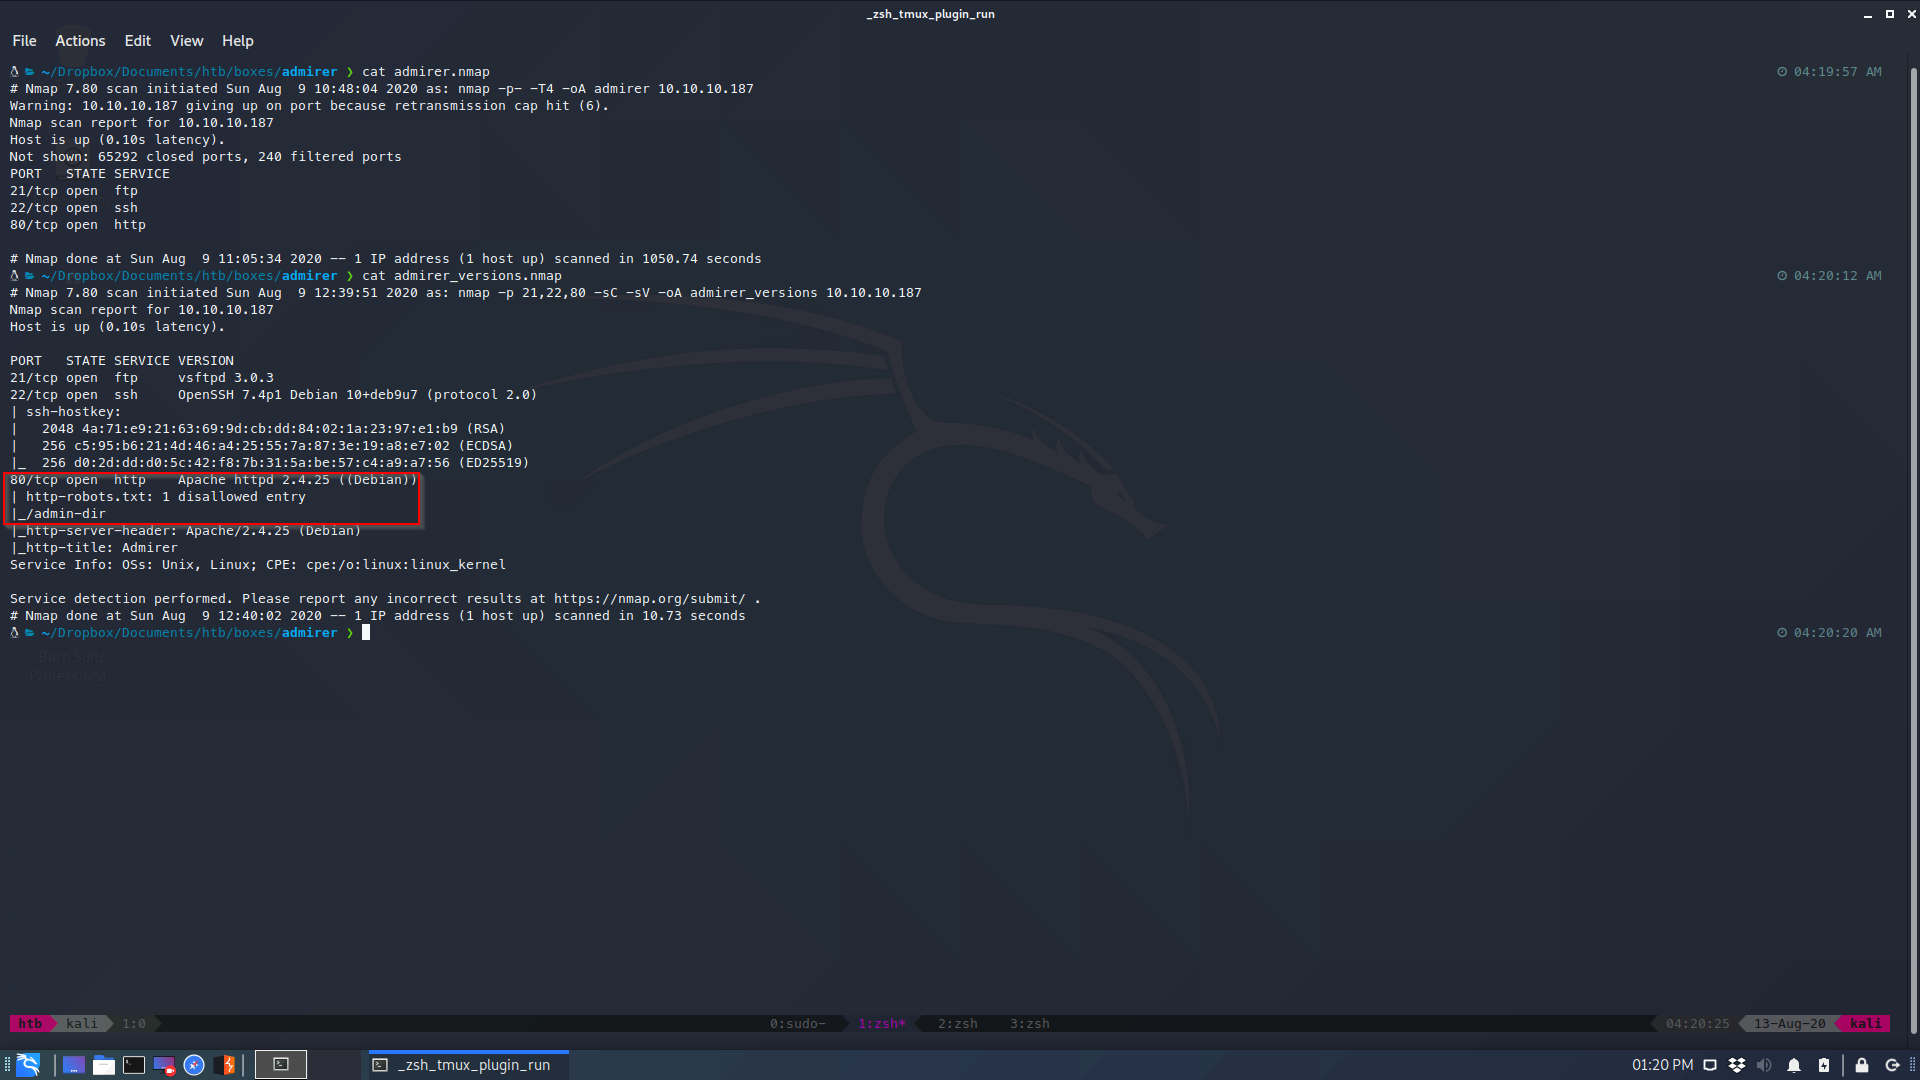 _zsh_tmux_plugin_run
File Actions Edit View Help
~/Dropbox/Documents/htb/boxes/admirer ❯ cat admirer.nmap 04:19:57 AM
# Nmap 7.80 scan initiated Sun Aug  9 10:48:04 2020 as: nmap -p- -T4 -oA admirer 10.10.10.187
Warning: 10.10.10.187 giving up on port because retransmission cap hit (6).
Nmap scan report for 10.10.10.187
Host is up (0.10s latency).
Not shown: 65292 closed ports, 240 filtered ports
PORT   STATE SERVICE
21/tcp open  ftp
22/tcp open  ssh
80/tcp open  http
# Nmap done at Sun Aug  9 11:05:34 2020 -- 1 IP address (1 host up) scanned in 1050.74 seconds
~/Dropbox/Documents/htb/boxes/admirer ❯ cat admirer_versions.nmap 04:20:12 AM
# Nmap 7.80 scan initiated Sun Aug  9 12:39:51 2020 as: nmap -p 21,22,80 -sC -sV -oA admirer_versions 10.10.10.187
Nmap scan report for 10.10.10.187
Host is up (0.10s latency).
PORT   STATE SERVICE VERSION
21/tcp open  ftp     vsftpd 3.0.3
22/tcp open  ssh     OpenSSH 7.4p1 Debian 10+deb9u7 (protocol 2.0)
| ssh-hostkey:
|   2048 4a:71:e9:21:63:69:9d:cb:dd:84:02:1a:23:97:e1:b9 (RSA)
|   256 c5:95:b6:21:4d:46:a4:25:55:7a:87:3e:19:a8:e7:02 (ECDSA)
|_  256 d0:2d:dd:d0:5c:42:f8:7b:31:5a:be:57:c4:a9:a7:56 (ED25519)
80/tcp open  http    Apache httpd 2.4.25 ((Debian))
| http-robots.txt: 1 disallowed entry
|_/admin-dir
|_http-server-header: Apache/2.4.25 (Debian)
|_http-title: Admirer
Service Info: OSs: Unix, Linux; CPE: cpe:/o:linux:linux_kernel
Service detection performed. Please report any incorrect results at https://nmap.org/submit/ .
# Nmap done at Sun Aug  9 12:40:02 2020 -- 1 IP address (1 host up) scanned in 10.73 seconds
~/Dropbox/Documents/htb/boxes/admirer ❯ 04:20:20 AM
Burp Suite
Professiona...
htb kali 1:0 0:sudo- 1:zsh* 2:zsh 3:zsh 04:20:25 13-Aug-20 kali
_zsh_tmux_plugin_run 01:20 PM